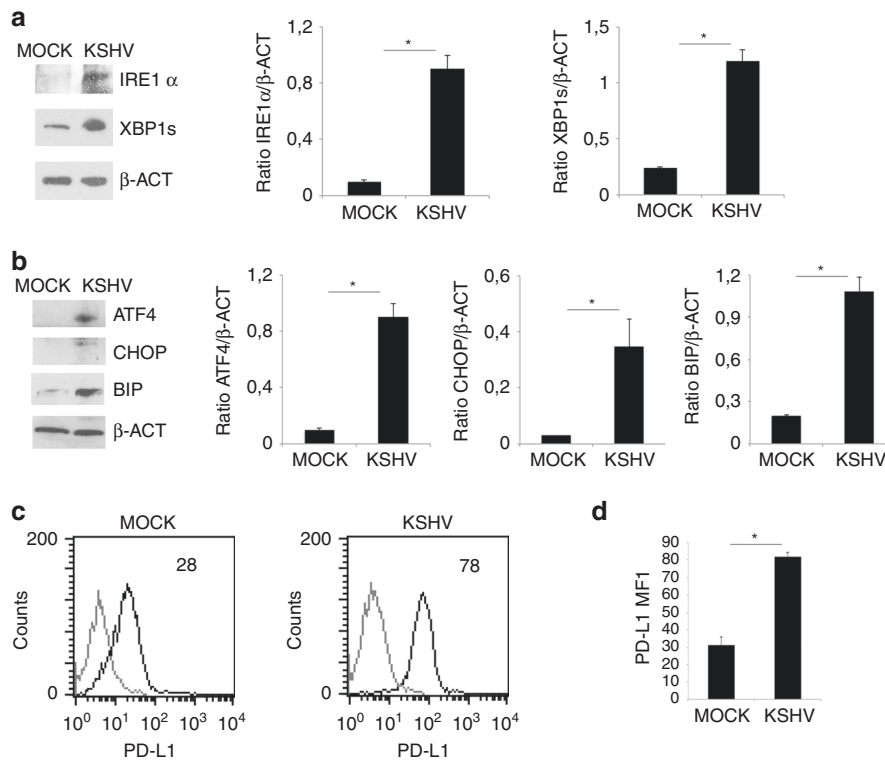 a
MOCK KSHV
IRE1 α
XBP1s
β-ACT
Ratio IRE1α/β-ACT
1,2
0,8
0,4
0
*
MOCK KSHV
Ratio XBP1s/β-ACT
1,5
1
0,5
0
*
MOCK KSHV
b
MOCK KSHV
ATF4
CHOP
BIP
β-ACT
Ratio ATF4/β-ACT
1,2
0,8
0,4
0
*
MOCK KSHV
Ratio CHOP/β-ACT
0,6
0,4
0,2
0
*
MOCK KSHV
Ratio BIP/β-ACT
1,2
0,9
0,6
0,3
0
*
MOCK KSHV
c
MOCK
Counts
200
0
28
10⁰ 10¹ 10² 10³ 10⁴
PD-L1
KSHV
Counts
200
0
78
10⁰ 10¹ 10² 10³ 10⁴
PD-L1
d
PD-L1 MF1
90
80
70
60
50
40
30
20
10
0
*
MOCK KSHV